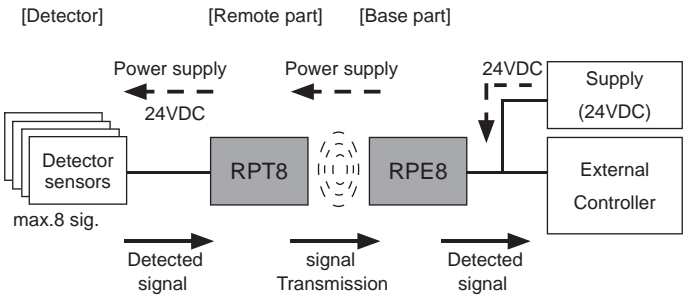 [Detector]
[Remote part]
[Base part]
Power supply
24VDC
Power supply
24VDC
Supply
(24VDC)
Detector
sensors
RPT8
RPE8
External
Controller
max.8 sig.
Detected
signal
signal
Transmission
Detected
signal